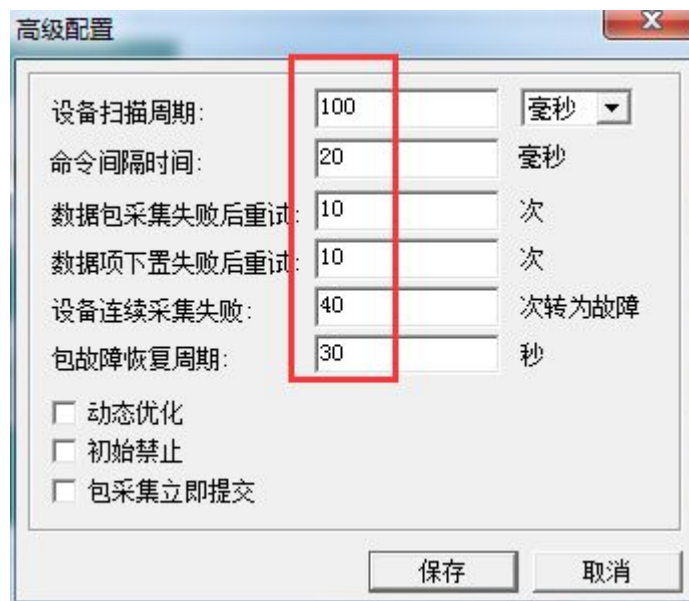 高级配置
设备扫描周期: 100 毫秒
命令间隔时间: 20 毫秒
数据包采集失败后重试: 10 次
数据项下置失败后重试: 10 次
设备连续采集失败: 40 次转为故障
包故障恢复周期: 30 秒
动态优化
初始禁止
包采集立即提交
保存 取消